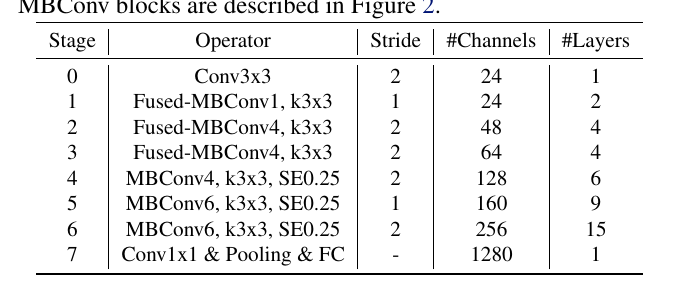 MBConv blocks are described in Figure 2.
Stage Operator Stride #Channels #Layers
0 Conv3x3 2 24 1
1 Fused-MBConv1, k3x3 1 24 2
2 Fused-MBConv4, k3x3 2 48 4
3 Fused-MBConv4, k3x3 2 64 4
4 MBConv4, k3x3, SE0.25 2 128 6
5 MBConv6, k3x3, SE0.25 1 160 9
6 MBConv6, k3x3, SE0.25 2 256 15
7 Conv1x1 & Pooling & FC - 1280 1